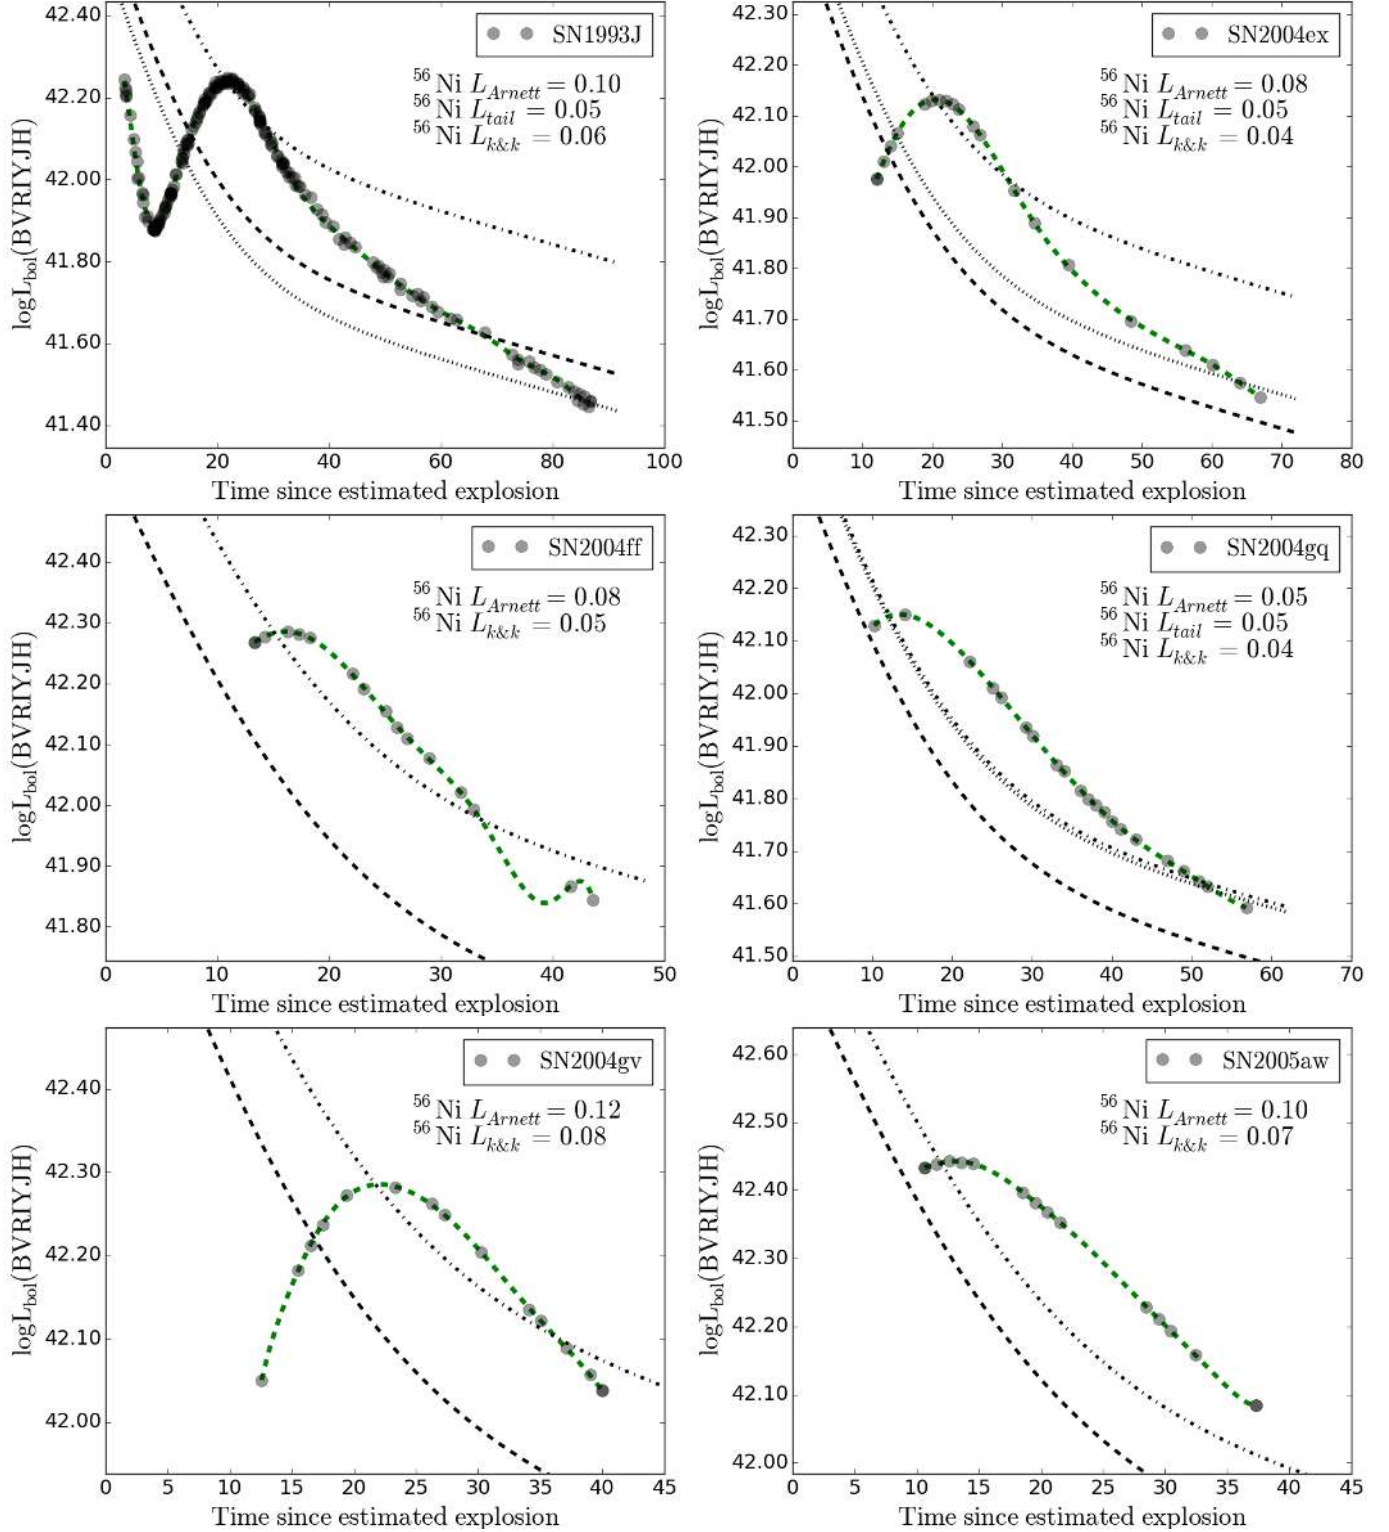 SN1993J
⁵⁶Ni L_Arnett = 0.10
⁵⁶Ni L_tail = 0.05
⁵⁶Ni L_k&k = 0.06
logL_bol(BVRIYJH)
42.40
42.20
42.00
41.80
41.60
41.40
0 20 40 60 80 100
Time since estimated explosion
SN2004ex
⁵⁶Ni L_Arnett = 0.08
⁵⁶Ni L_tail = 0.05
⁵⁶Ni L_k&k = 0.04
logL_bol(BVRIYJH)
42.30
42.20
42.10
42.00
41.90
41.80
41.70
41.60
41.50
0 10 20 30 40 50 60 70 80
Time since estimated explosion
SN2004ff
⁵⁶Ni L_Arnett = 0.08
⁵⁶Ni L_k&k = 0.05
logL_bol(BVRIYJH)
42.40
42.30
42.20
42.10
42.00
41.90
41.80
0 10 20 30 40 50
Time since estimated explosion
SN2004gq
⁵⁶Ni L_Arnett = 0.05
⁵⁶Ni L_tail = 0.05
⁵⁶Ni L_k&k = 0.04
logL_bol(BVRIYJH)
42.30
42.20
42.10
42.00
41.90
41.80
41.70
41.60
41.50
0 10 20 30 40 50 60 70
Time since estimated explosion
SN2004gv
⁵⁶Ni L_Arnett = 0.12
⁵⁶Ni L_k&k = 0.08
logL_bol(BVRIYJH)
42.40
42.30
42.20
42.10
42.00
0 5 10 15 20 25 30 35 40 45
Time since estimated explosion
SN2005aw
⁵⁶Ni L_Arnett = 0.10
⁵⁶Ni L_k&k = 0.07
logL_bol(BVRIYJH)
42.60
42.50
42.40
42.30
42.20
42.10
42.00
0 5 10 15 20 25 30 35 40 45
Time since estimated explosion